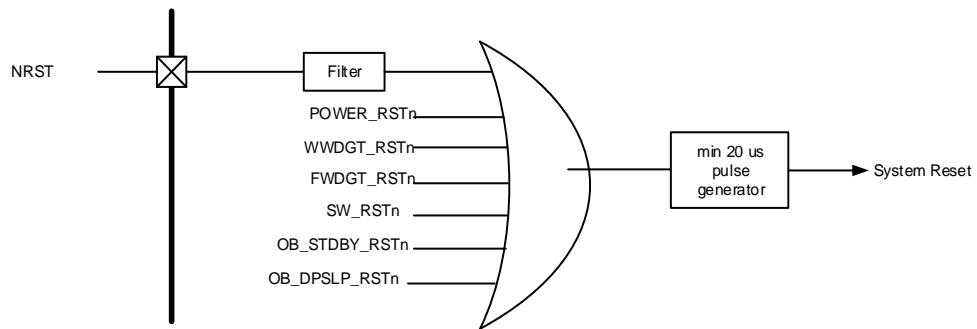 NRST
Filter
POWER_RSTn
WWDGT_RSTn
FWDGT_RSTn
SW_RSTn
OB_STDBY_RSTn
OB_DPSLP_RSTn
min 20 us
pulse
generator
System Reset